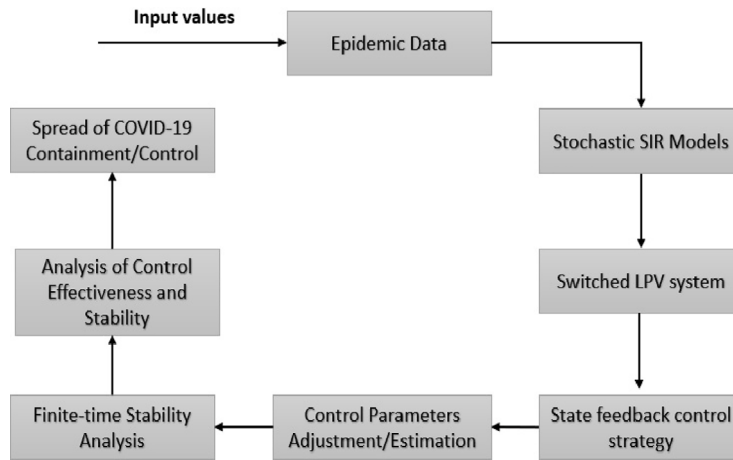 Input values
Epidemic Data
Stochastic SIR Models
Switched LPV system
State feedback control
strategy
Control Parameters
Adjustment/Estimation
Finite-time Stability
Analysis
Analysis of Control
Effectiveness and
Stability
Spread of COVID-19
Containment/Control